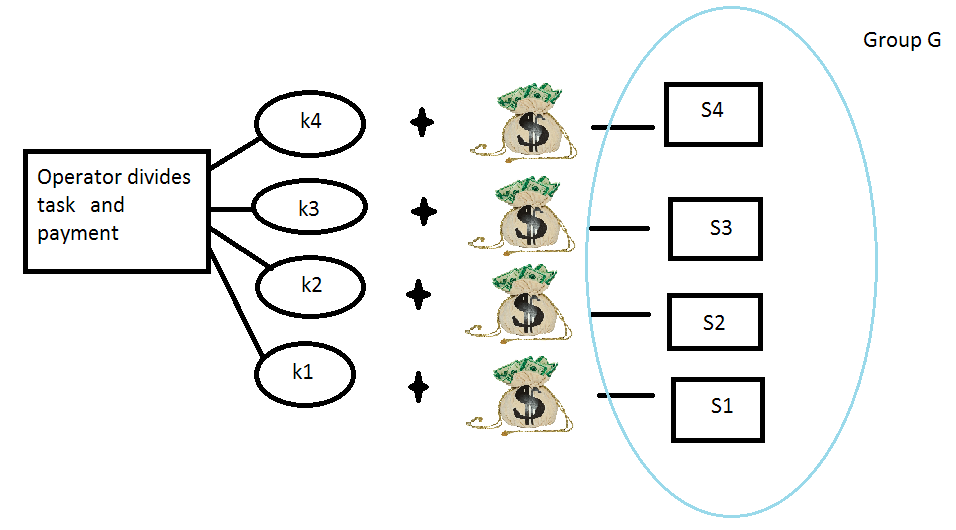 Group G
k4
$
S4
Operator divides
task and
payment
k3
$
S3
k2
$
S2
k1
$
S1